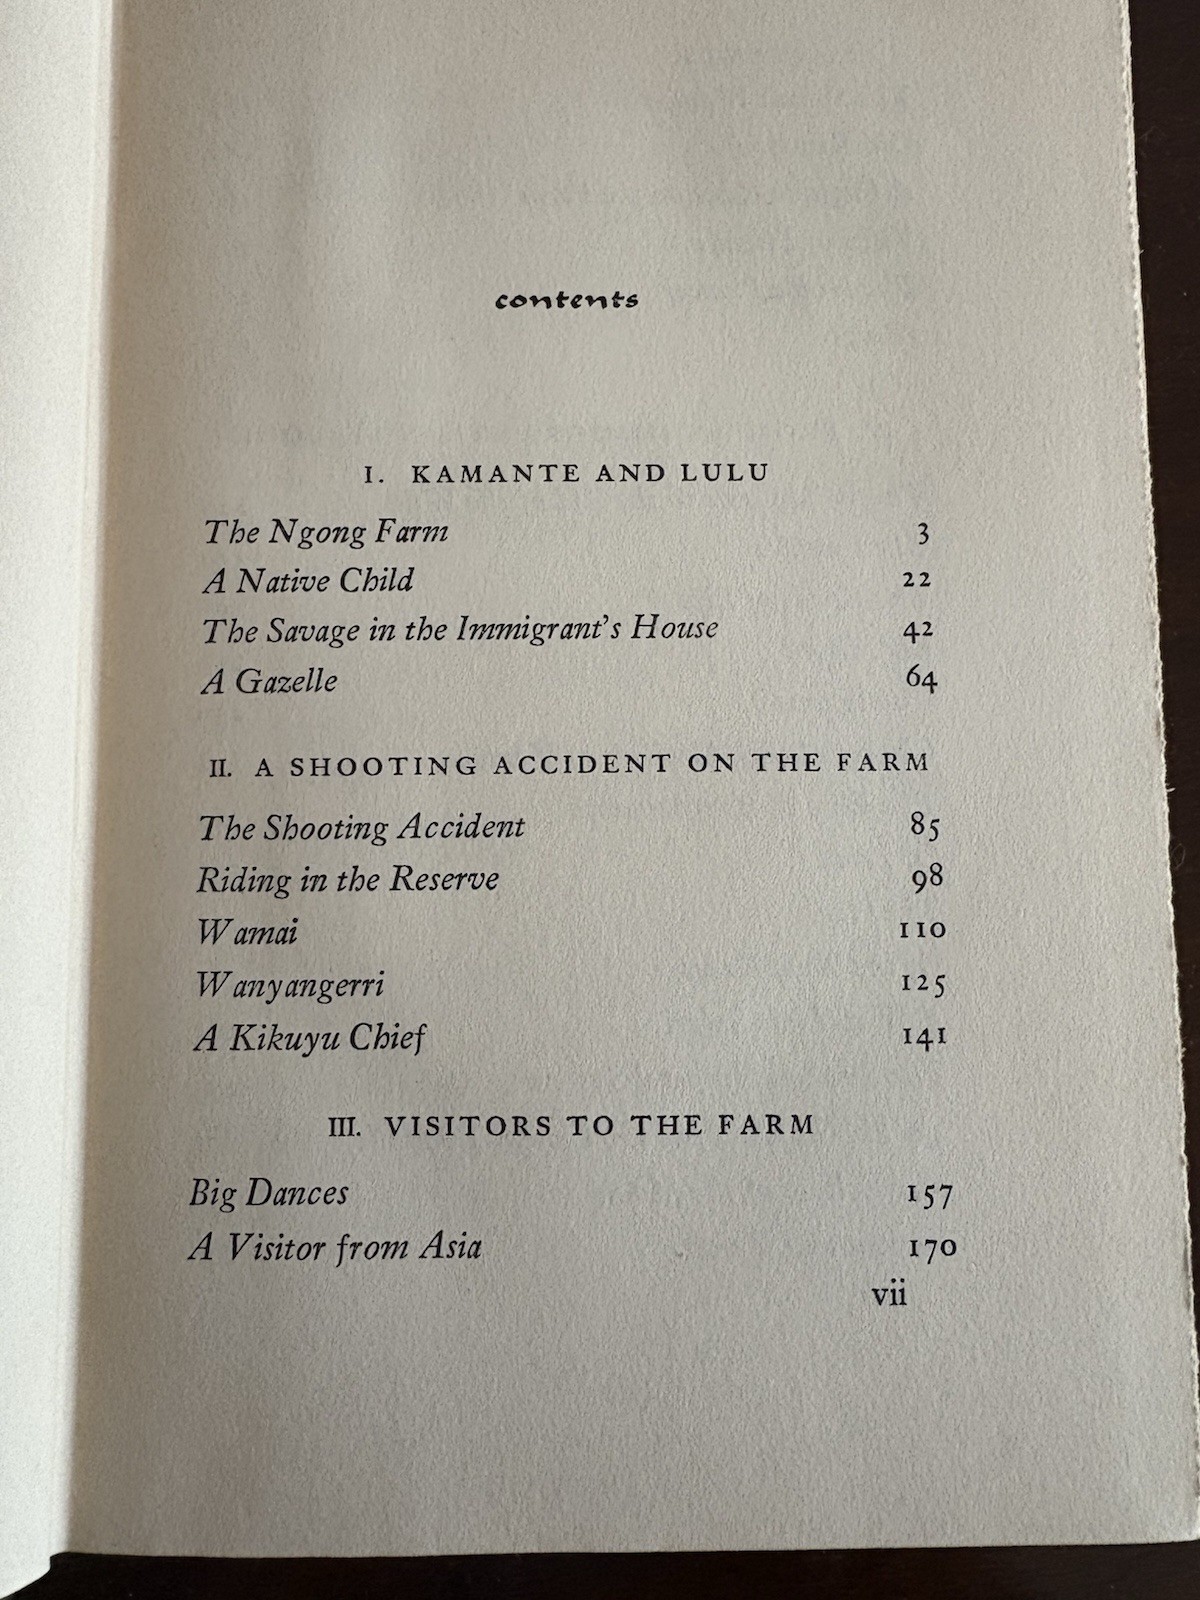 contents
I. KAMANTE AND LULU
The Ngong Farm 3
A Native Child 22
The Savage in the Immigrant's House 42
A Gazelle 64
II. A SHOOTING ACCIDENT ON THE FARM
The Shooting Accident 85
Riding in the Reserve 98
Wamai 110
Wanyangerri 125
A Kikuyu Chief 141
III. VISITORS TO THE FARM
Big Dances 157
A Visitor from Asia 170
vii